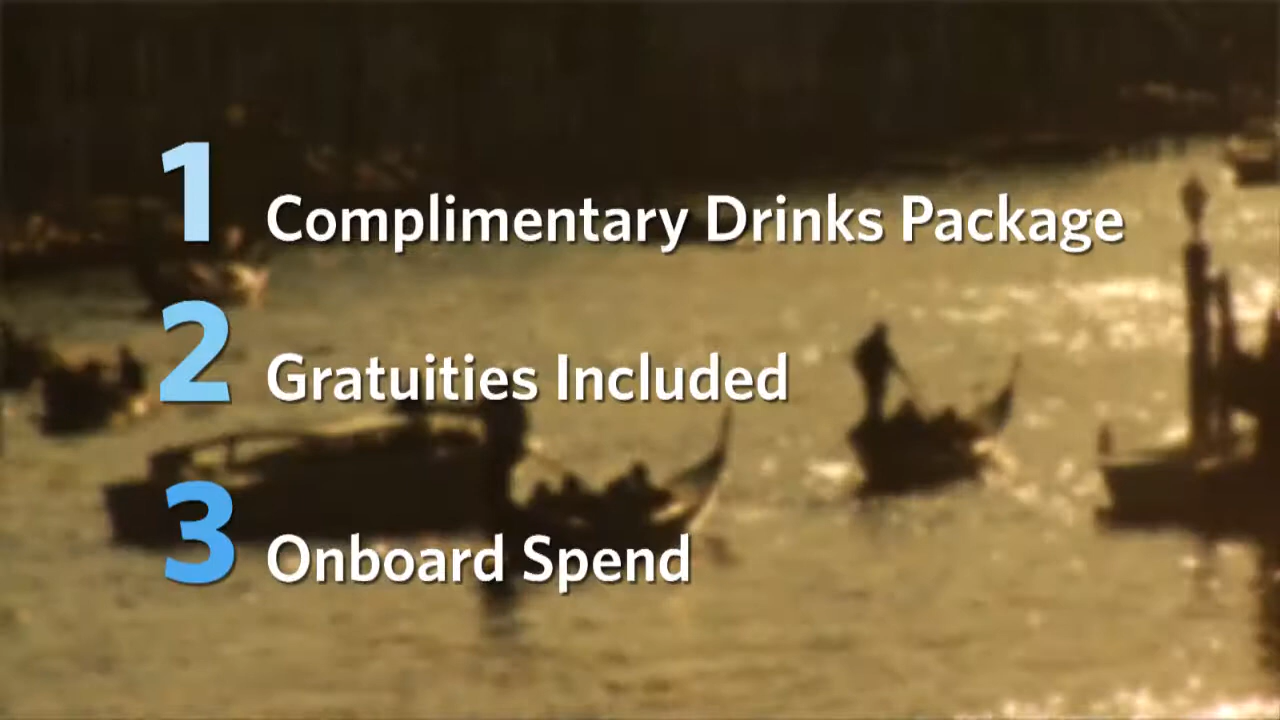 1 Complimentary Drinks Package
2 Gratuities Included
3 Onboard Spend